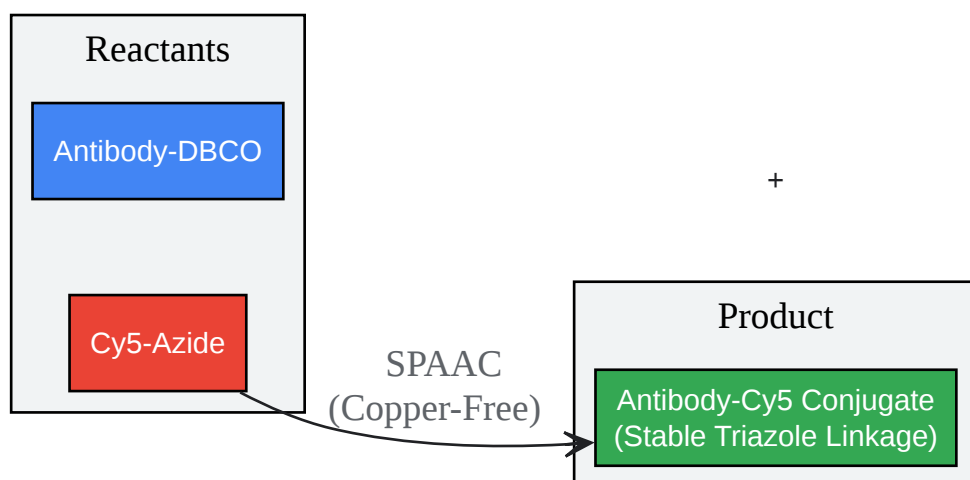 Reactants
Antibody-DBCO
+
Cy5-Azide
SPAAC
(Copper-Free)
Product
Antibody-Cy5 Conjugate
(Stable Triazole Linkage)